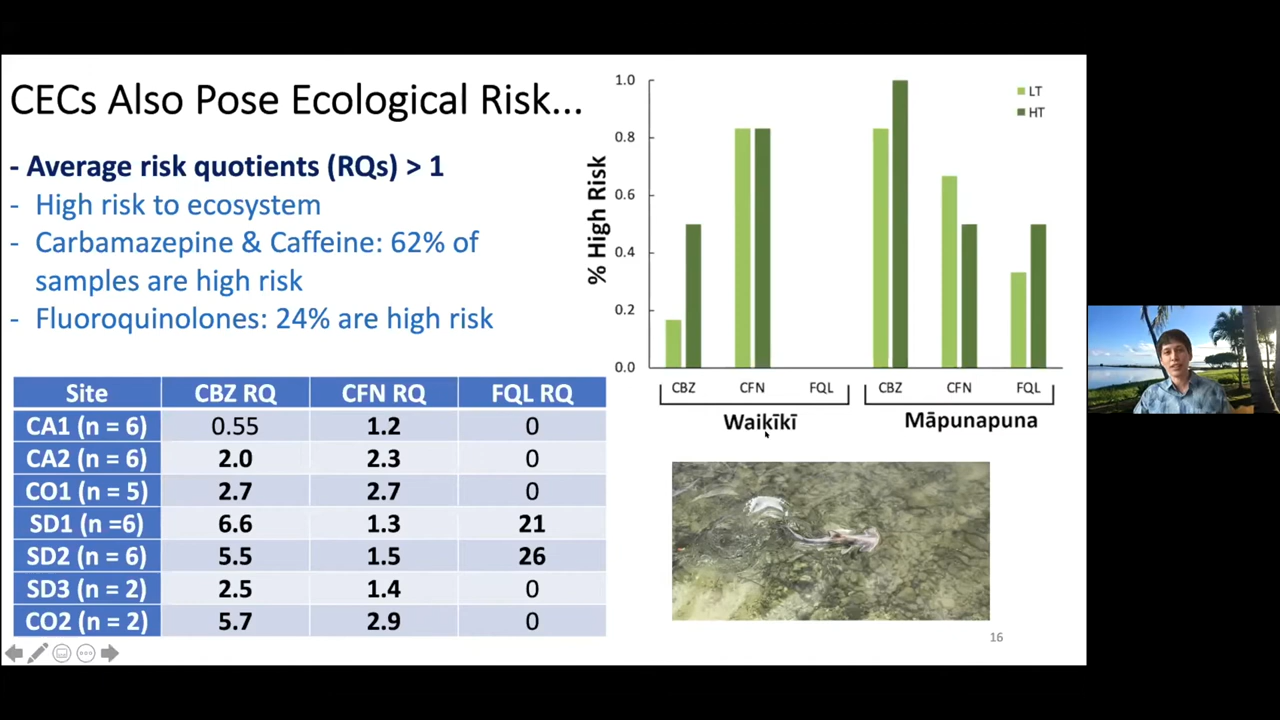 CECs Also Pose Ecological Risk...
- Average risk quotients (RQs) > 1
- High risk to ecosystem
- Carbamazepine & Caffeine: 62% of
samples are high risk
- Fluoroquinolones: 24% are high risk
Site CBZ RQ CFN RQ FQL RQ
CA1 (n = 6) 0.55 1.2 0
CA2 (n = 6) 2.0 2.3 0
CO1 (n = 5) 2.7 2.7 0
SD1 (n =6) 6.6 1.3 21
SD2 (n = 6) 5.5 1.5 26
SD3 (n = 2) 2.5 1.4 0
CO2 (n = 2) 5.7 2.9 0
% High Risk
1.0
0.8
0.6
0.4
0.2
0.0
LT
HT
CBZ CFN FQL CBZ CFN FQL
Waikīkī Māpunapuna
16